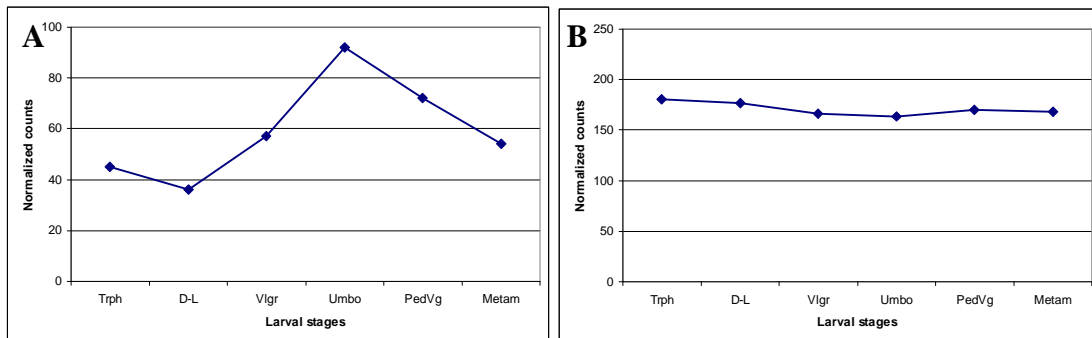 A
100
80
60
40
20
0
Normalized counts
Trph D-L Vlgr Umbo PedVg Metam
Larval stages
B
250
200
150
100
50
0
Normalized counts
Trph D-L Vlgr Umbo PedVg Metam
Larval stages